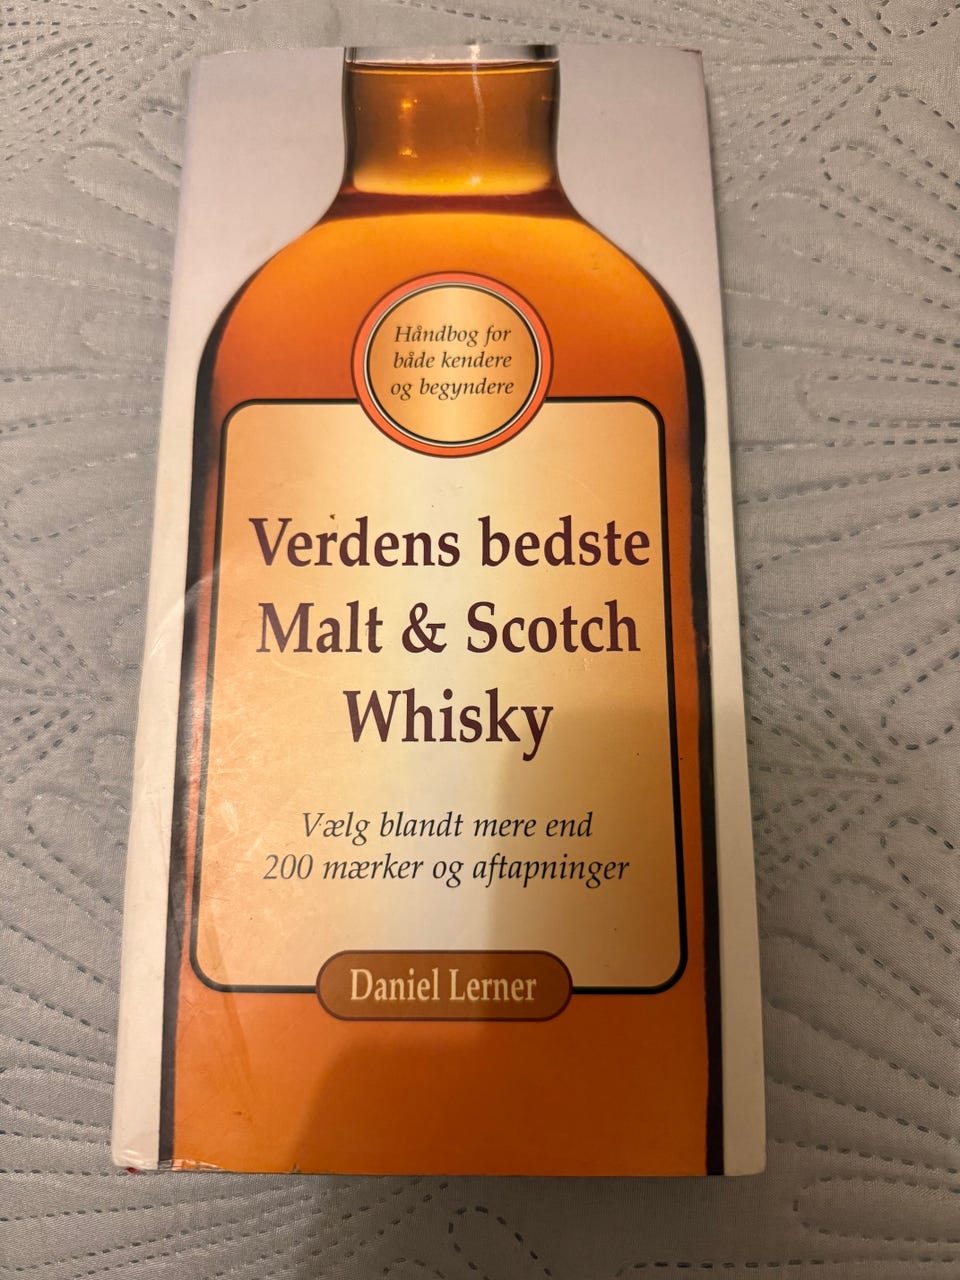 Håndbog for
både kendere
og begyndere
Verdens bedste
Malt & Scotch
Whisky
Vælg blandt mere end
200 mærker og aftapninger
Daniel Lerner